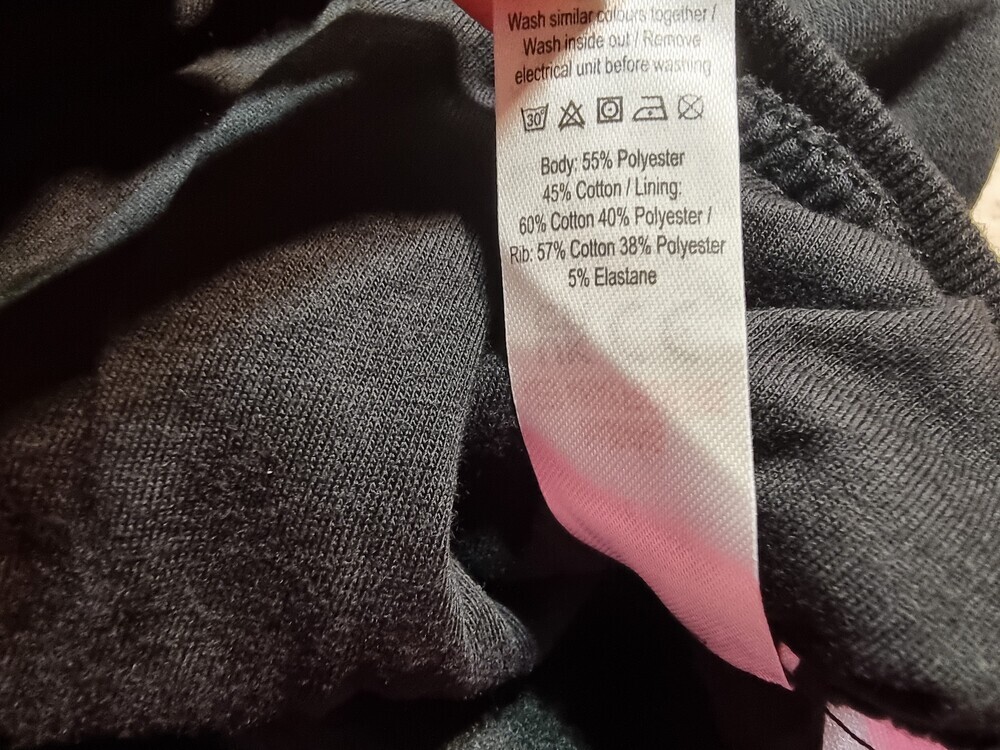 Wash similar colours together /
Wash inside out / Remove
electrical unit before washing
30°
Body: 55% Polyester
45% Cotton / Lining:
60% Cotton 40% Polyester /
Rib: 57% Cotton 38% Polyester
5% Elastane